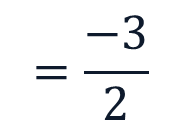 = −3/2